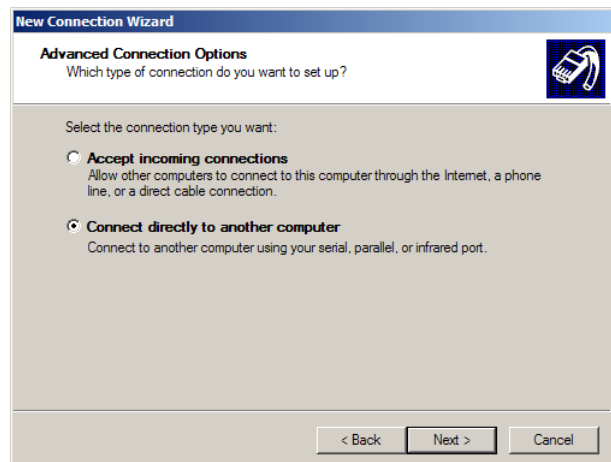 New Connection Wizard
Advanced Connection Options
Which type of connection do you want to set up?
Select the connection type you want:
Accept incoming connections
Allow other computers to connect to this computer through the Internet, a phone
line, or a direct cable connection.
Connect directly to another computer
Connect to another computer using your serial, parallel, or infrared port.
< Back Next > Cancel